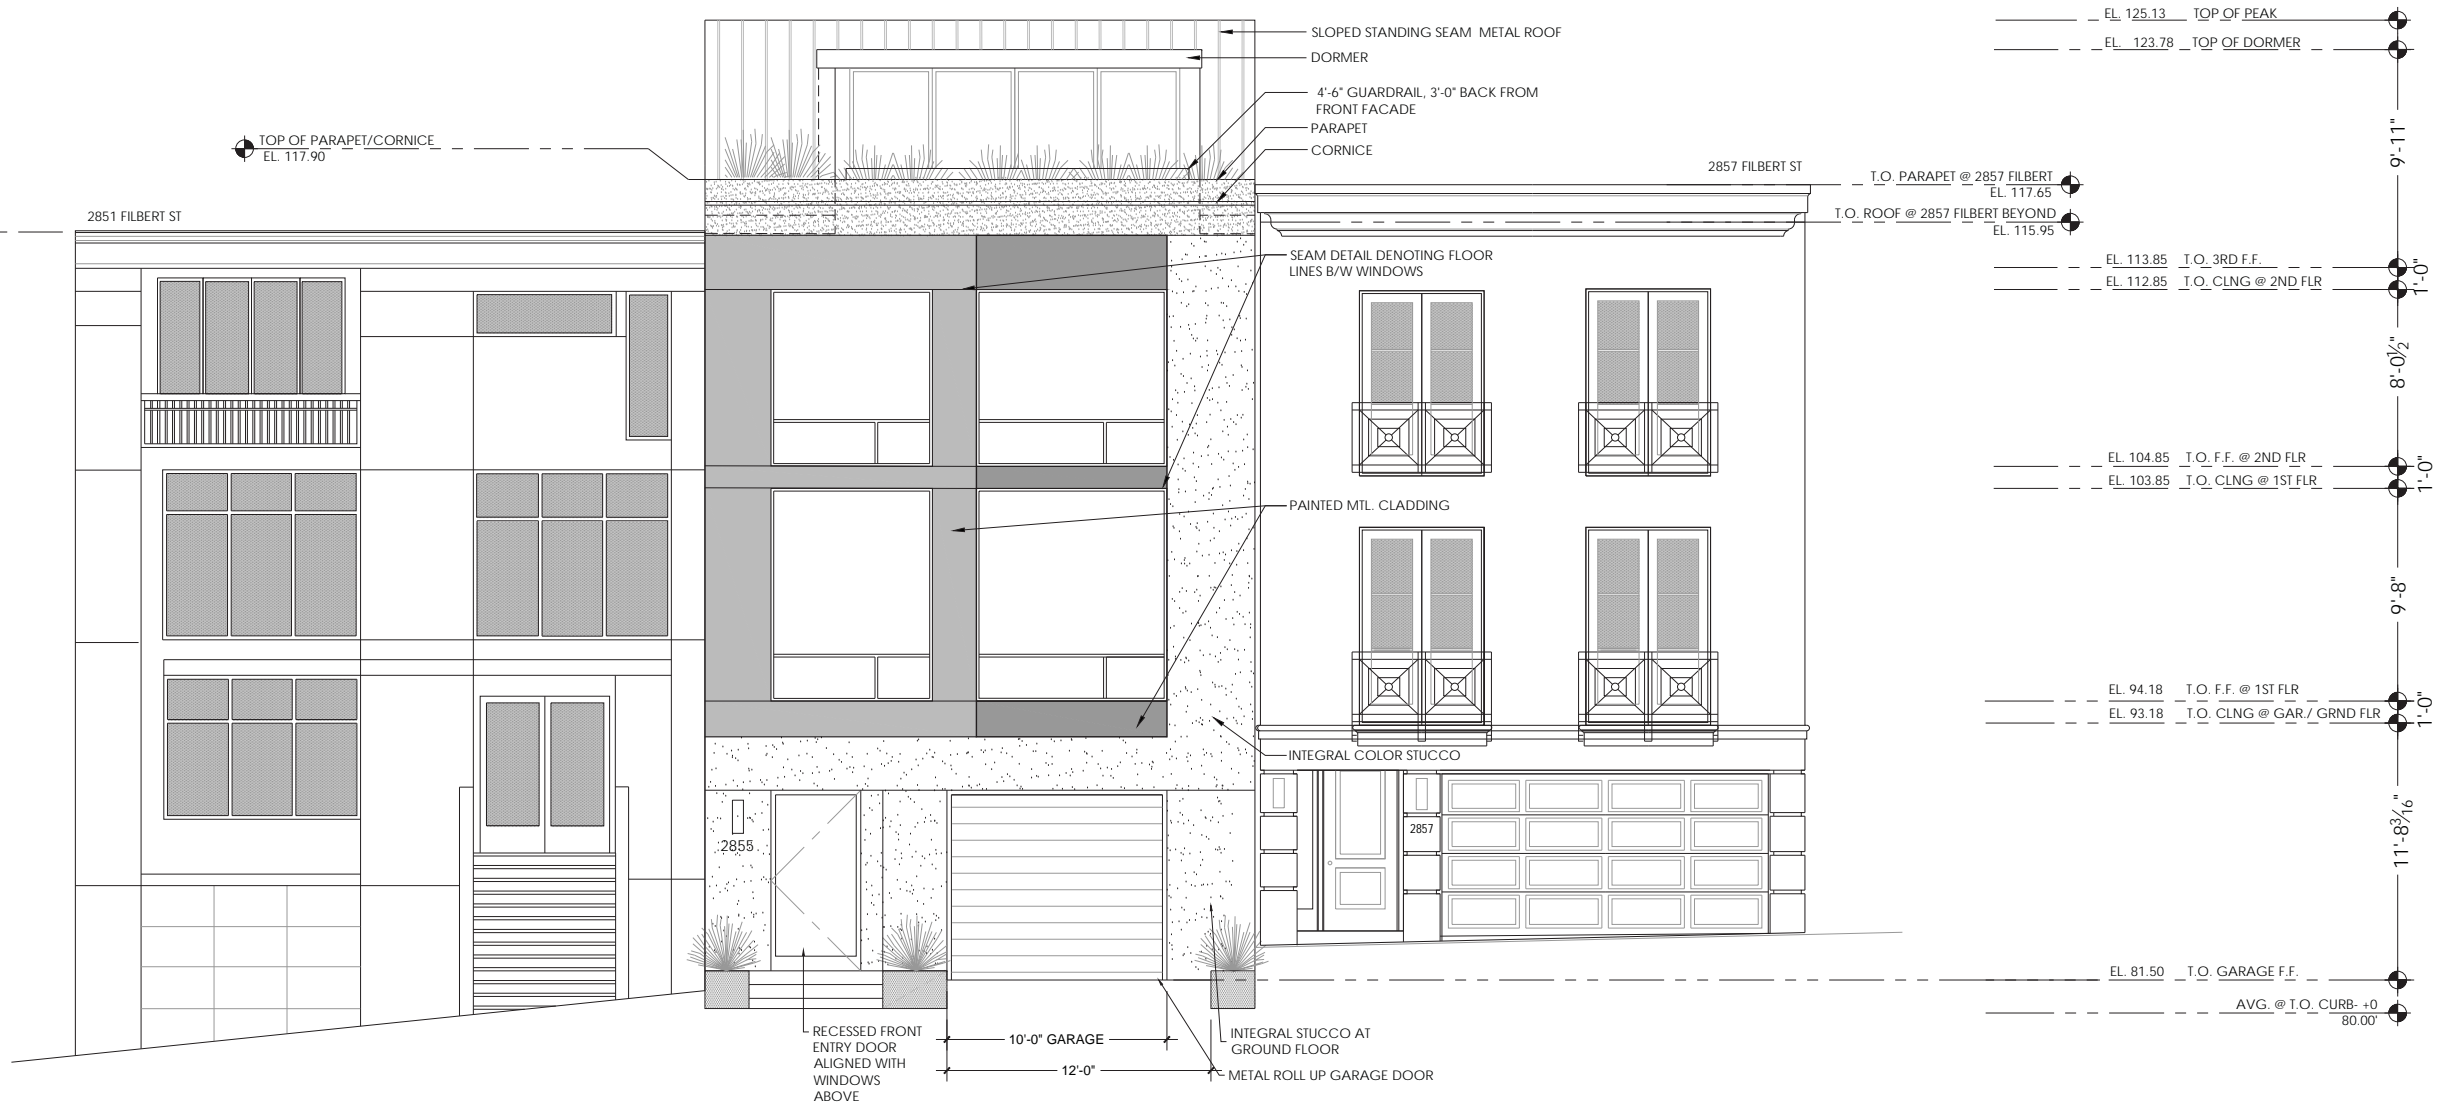 EL. 125.13 TOP OF PEAK
SLOPED STANDING SEAM METAL ROOF
EL. 123.78 TOP OF DORMER
DORMER
4'-6" GUARDRAIL, 3'-0" BACK FROM
FRONT FACADE
PARAPET
CORNICE
TOP OF PARAPET/CORNICE
EL. 117.90
9'-11"
2857 FILBERT ST
T.O. PARAPET @ 2857 FILBERT
EL. 117.65
2851 FILBERT ST
T.O. ROOF @ 2857 FILBERT BEYOND
EL. 115.95
SEAM DETAIL DENOTING FLOOR
LINES B/W WINDOWS
EL. 113.85 T.O. 3RD F.F.
1'-0"
EL. 112.85 T.O. CLNG @ 2ND FLR
8'-0½"
EL. 104.85 T.O. F.F. @ 2ND FLR
1'-0"
EL. 103.85 T.O. CLNG @ 1ST FLR
PAINTED MTL. CLADDING
9'-8"
EL. 94.18 T.O. F.F. @ 1ST FLR
1'-0"
EL. 93.18 T.O. CLNG @ GAR./ GRND FLR
INTEGRAL COLOR STUCCO
2855
2857
11'-8 3/16"
EL. 81.50 T.O. GARAGE F.F.
AVG. @ T.O. CURB- +0
80.00'
RECESSED FRONT
ENTRY DOOR
ALIGNED WITH
WINDOWS
ABOVE
10'-0" GARAGE
12'-0"
INTEGRAL STUCCO AT
GROUND FLOOR
METAL ROLL UP GARAGE DOOR